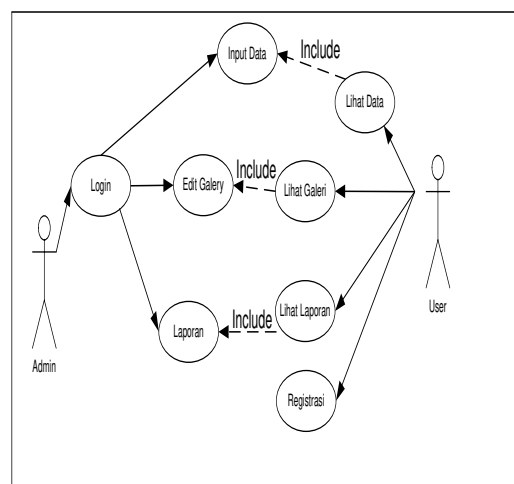 Input Data
Include
Lihat Data
Login
Edit Galery
Include
Lihat Galeri
User
Laporan
Include
Lihat Laporan
Admin
Registrasi